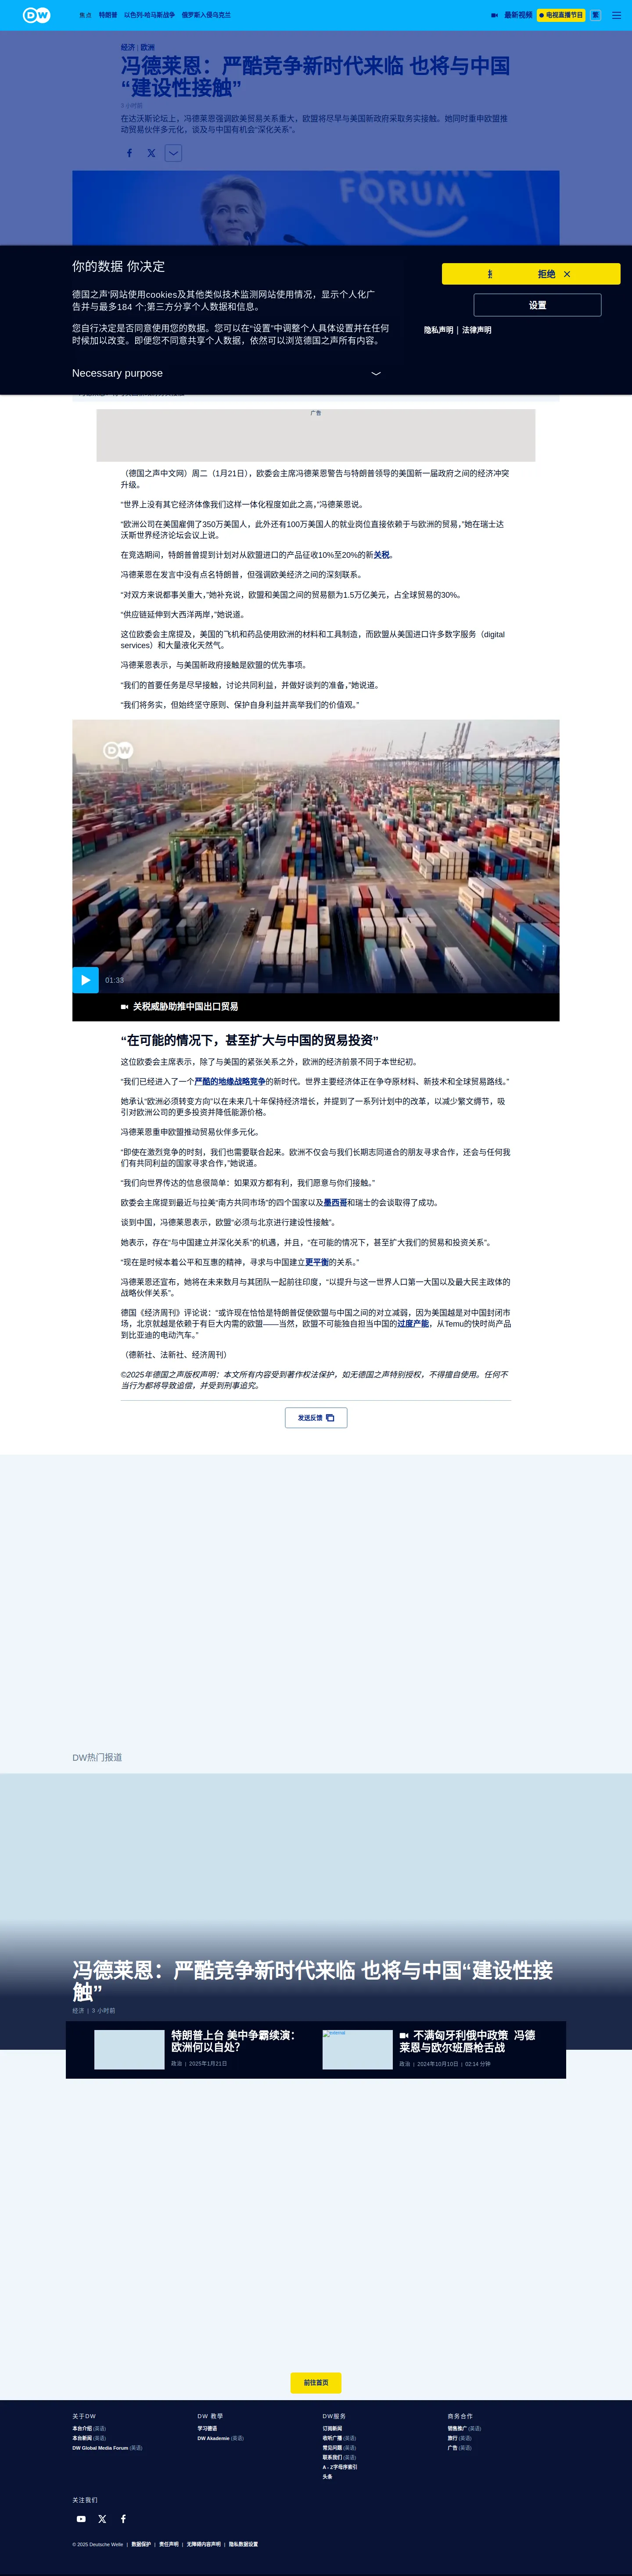 DW
焦点
特朗普
以色列-哈马斯战争
俄罗斯入侵乌克兰
最新视频
电视直播节目
繁
经济 | 欧洲
冯德莱恩：严酷竞争新时代来临 也将与中国
“建设性接触”
3 小时前
在达沃斯论坛上，冯德莱恩强调欧美贸易关系重大，欧盟将尽早与美国新政府采取务实接触。她同时重申欧盟推
动贸易伙伴多元化，谈及与中国有机会“深化关系”。
FORUM
你的数据 你决定
德国之声'网站使用cookies及其他类似技术监测网站使用情况，显示个人化广
告并与最多184 个;第三方分享个人数据和信息。
您自行决定是否同意使用您的数据。您可以在“设置”中调整个人具体设置并在任何
时候加以改变。即便您不同意共享个人数据，依然可以浏览德国之声所有内容。
Necessary purpose
拒绝
设置
隐私声明 | 法律声明
广告
（德国之声中文网）周二（1月21日），欧委会主席冯德莱恩警告与特朗普领导的美国新一届政府之间的经济冲突
升级。
“世界上没有其它经济体像我们这样一体化程度如此之高，”冯德莱恩说。
“欧洲公司在美国雇佣了350万美国人，此外还有100万美国人的就业岗位直接依赖于与欧洲的贸易，”她在瑞士达
沃斯世界经济论坛会议上说。
在竞选期间，特朗普曾提到计划对从欧盟进口的产品征收10%至20%的新关税。
冯德莱恩在发言中没有点名特朗普，但强调欧美经济之间的深刻联系。
“对双方来说都事关重大，”她补充说，欧盟和美国之间的贸易额为1.5万亿美元，占全球贸易的30%。
“供应链延伸到大西洋两岸，”她说道。
这位欧委会主席提及，美国的飞机和药品使用欧洲的材料和工具制造，而欧盟从美国进口许多数字服务（digital
services）和大量液化天然气。
冯德莱恩表示，与美国新政府接触是欧盟的优先事项。
“我们的首要任务是尽早接触，讨论共同利益，并做好谈判的准备，”她说道。
“我们将务实，但始终坚守原则、保护自身利益并高举我们的价值观。”
DW
01:33
关税威胁助推中国出口贸易
“在可能的情况下，甚至扩大与中国的贸易投资”
这位欧委会主席表示，除了与美国的紧张关系之外，欧洲的经济前景不同于本世纪初。
“我们已经进入了一个严酷的地缘战略竞争的新时代。世界主要经济体正在争夺原材料、新技术和全球贸易路线。”
她承认“欧洲必须转变方向”以在未来几十年保持经济增长，并提到了一系列计划中的改革，以减少繁文缛节，吸
引对欧洲公司的更多投资并降低能源价格。
冯德莱恩重申欧盟推动贸易伙伴多元化。
“即使在激烈竞争的时刻，我们也需要联合起来。欧洲不仅会与我们长期志同道合的朋友寻求合作，还会与任何我
们有共同利益的国家寻求合作，”她说道。
“我们向世界传达的信息很简单：如果双方都有利，我们愿意与你们接触。”
欧委会主席提到最近与拉美“南方共同市场”的四个国家以及墨西哥和瑞士的会谈取得了成功。
谈到中国，冯德莱恩表示，欧盟“必须与北京进行建设性接触”。
她表示，存在“与中国建立并深化关系”的机遇，并且，“在可能的情况下，甚至扩大我们的贸易和投资关系”。
“现在是时候本着公平和互惠的精神，寻求与中国建立更平衡的关系。”
冯德莱恩还宣布，她将在未来数月与其团队一起前往印度，“以提升与这一世界人口第一大国以及最大民主政体的
战略伙伴关系”。
德国《经济周刊》评论说：“或许现在恰恰是特朗普促使欧盟与中国之间的对立减弱，因为美国越是对中国封闭市
场，北京就越是依赖于有巨大内需的欧盟——当然，欧盟不可能独自担当中国的过度产能，从Temu的快时尚产品
到比亚迪的电动汽车。”
（德新社、法新社、经济周刊）
©2025年德国之声版权声明：本文所有内容受到著作权法保护，如无德国之声特别授权，不得擅自使用。任何不
当行为都将导致追偿，并受到刑事追究。
发送反馈
DW热门报道
冯德莱恩：严酷竞争新时代来临 也将与中国“建设性接
触”
经济 | 3 小时前
特朗普上台 美中争霸续演：
欧洲何以自处？
政治 | 2025年1月21日
external
不满匈牙利俄中政策 冯德
莱恩与欧尔班唇枪舌战
政治 | 2024年10月10日 | 02:14 分钟
前往首页
关于DW
本台介绍 (英语)
本台新闻 (英语)
DW Global Media Forum (英语)
DW 教学
学习德语
DW Akademie (英语)
DW服务
订阅新闻
收听广播 (英语)
常见问题 (英语)
联系我们 (英语)
A - Z字母序索引
头条
商务合作
销售推广 (英语)
旅行 (英语)
广告 (英语)
关注我们
© 2025 Deutsche Welle | 数据保护 | 责任声明 | 无障碍内容声明 | 隐私数据设置